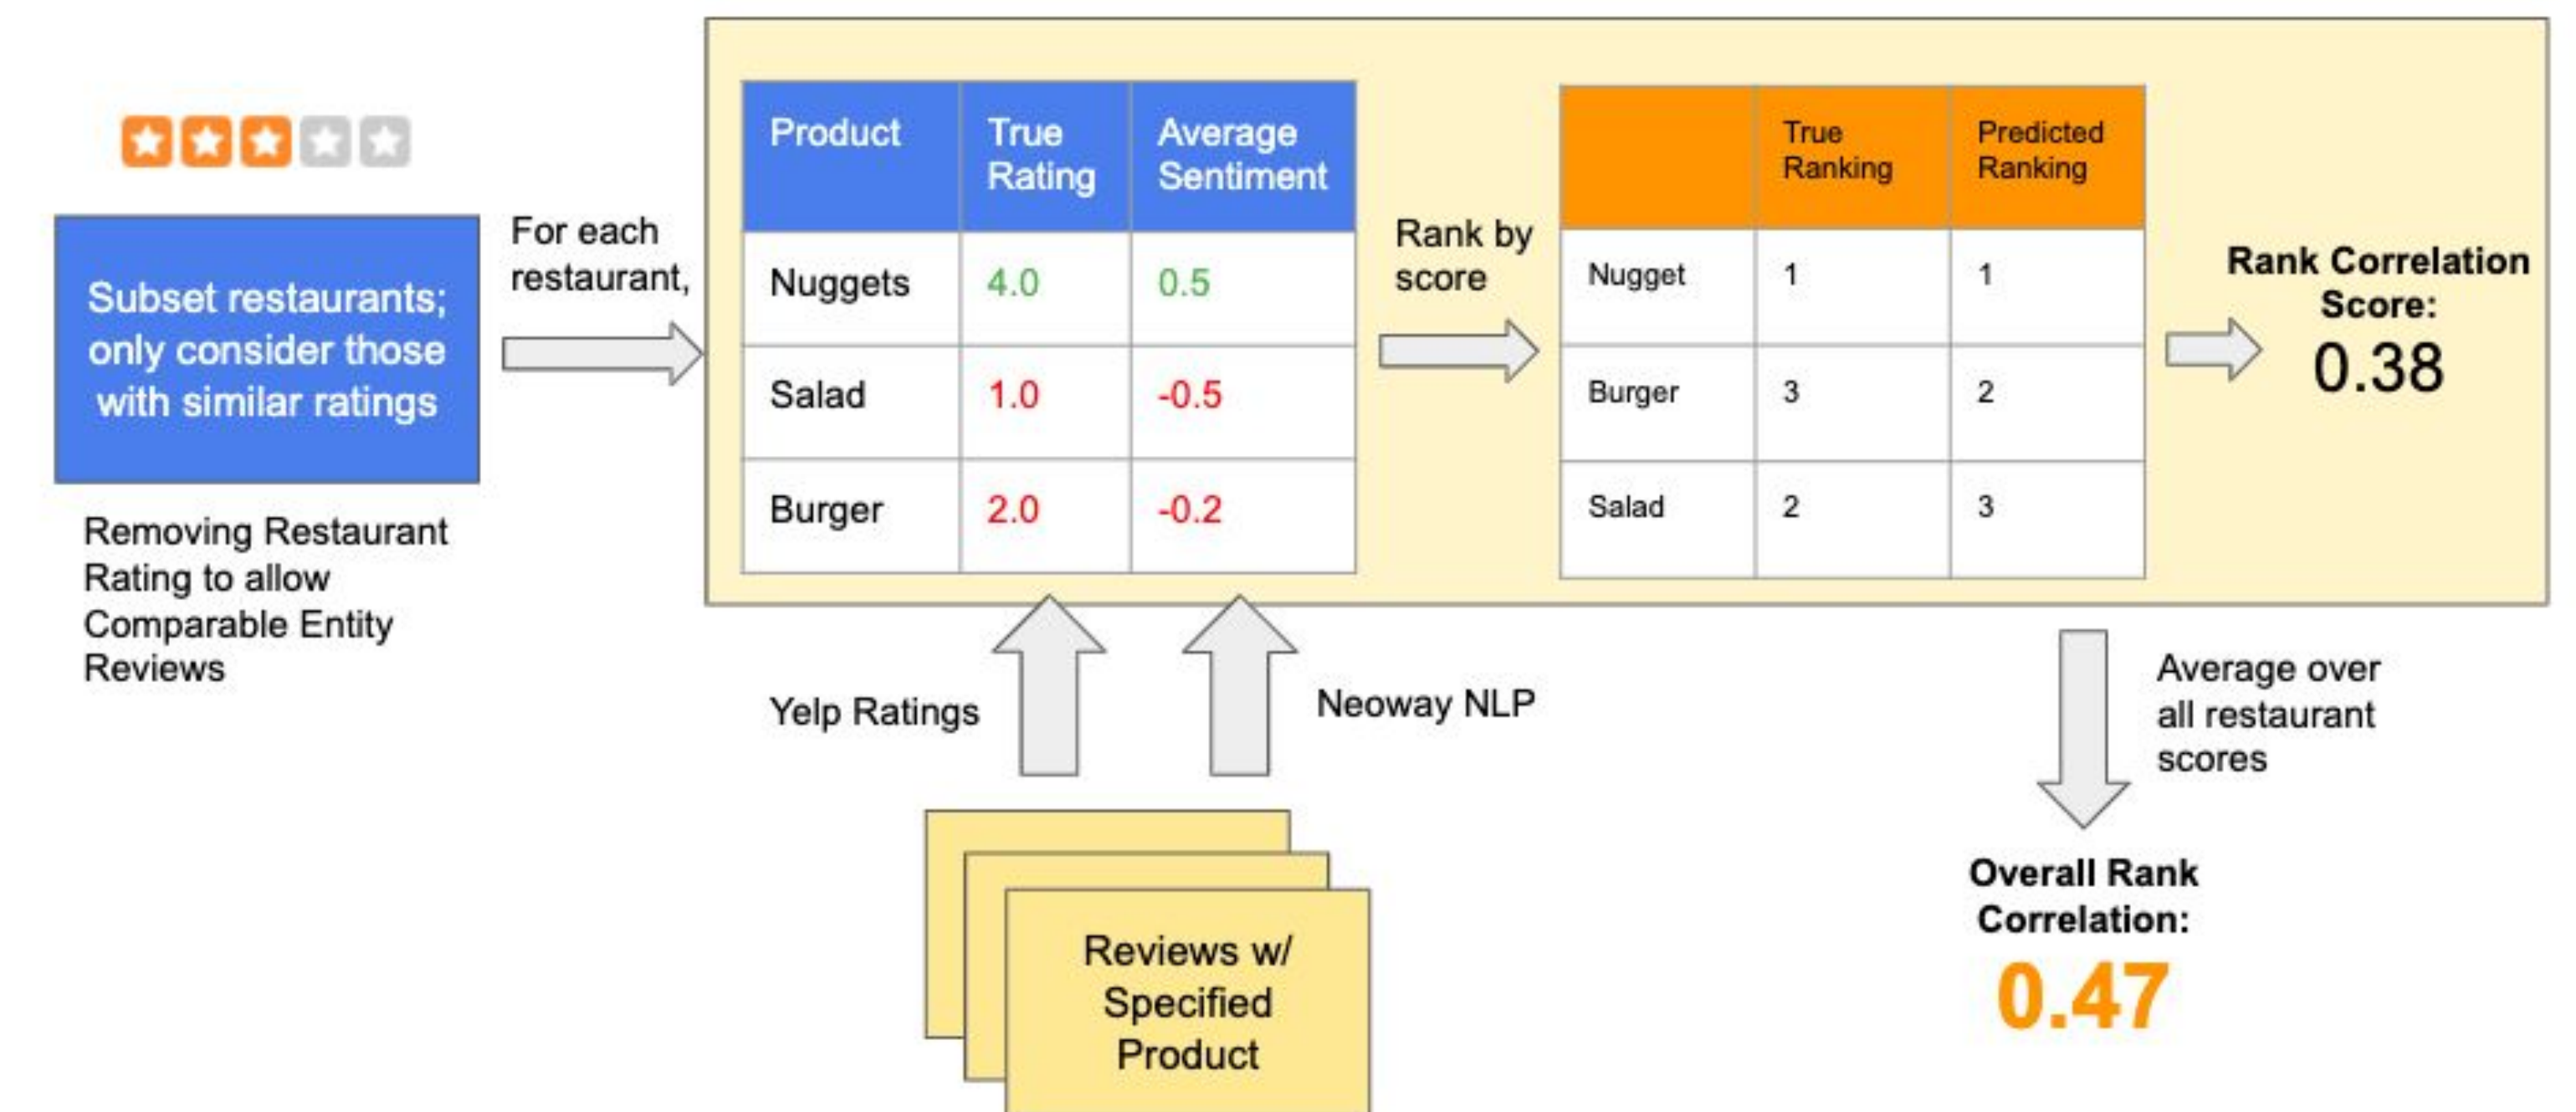 Subset restaurants;
only consider those
with similar ratings
Removing Restaurant
Rating to allow
Comparable Entity
Reviews
For each
restaurant,
Product
True
Rating
Average
Sentiment
Nuggets
4.0
0.5
Salad
1.0
-0.5
Burger
2.0
-0.2
Rank by
score
True
Ranking
Predicted
Ranking
Nugget
1
1
Burger
3
2
Salad
2
3
Rank Correlation
Score:
0.38
Yelp Ratings
Neoway NLP
Reviews w/
Specified
Product
Average over
all restaurant
scores
Overall Rank
Correlation:
0.47